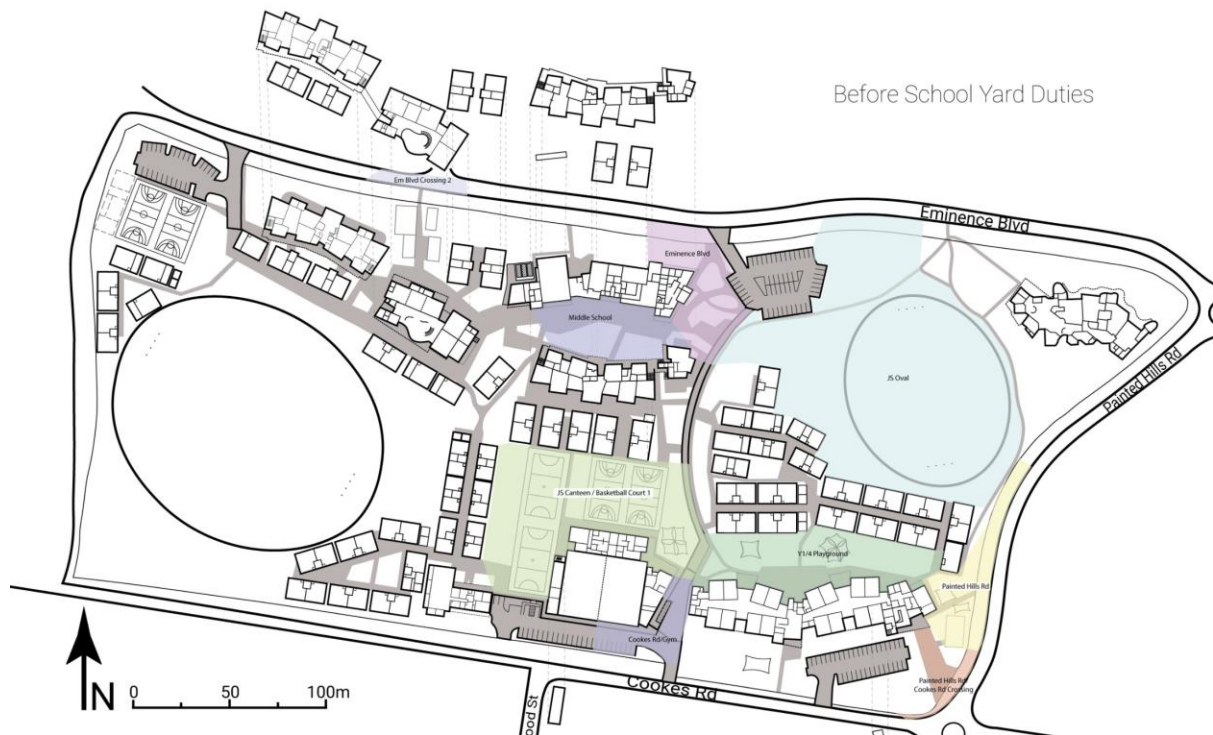 Before School Yard Duties
Em Blvd Crossing 2
Eminence Blvd
Eminence Blvd
Middle School
JS Oval
Painted Hills Rd
JS Canteen / Basketball Court 1
Y1/4 Playground
Painted Hills Rd
Cookes Rd/Gym
Painted Hills Rd/
Cookes Rd Crossing
Cookes Rd
ood St
N
0 50 100m